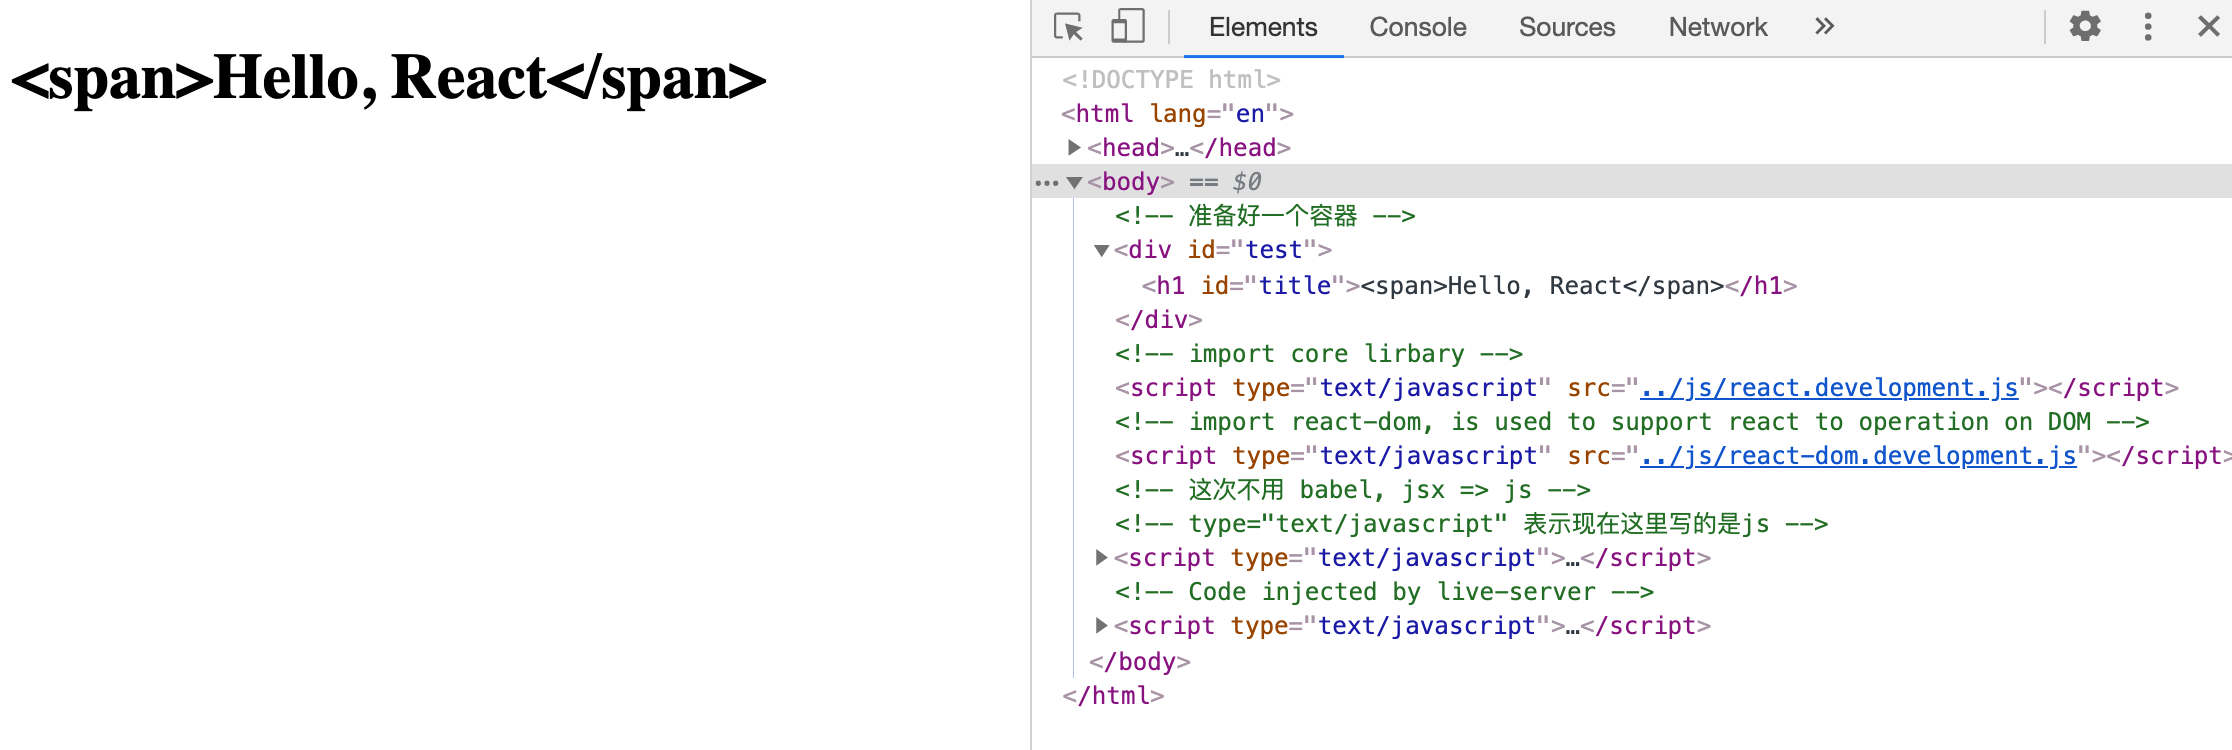 <span>Hello, React</span>
Elements Console Sources Network »
<!DOCTYPE html>
<html lang="en">
<head>…</head>
<body> == $0
<!-- 准备好一个容器 -->
<div id="test">
<h1 id="title"><span>Hello, React</span></h1>
</div>
<!-- import core lirbary -->
<script type="text/javascript" src="../js/react.development.js"></script>
<!-- import react-dom, is used to support react to operation on DOM -->
<script type="text/javascript" src="../js/react-dom.development.js"></script>
<!-- 这次不用 babel, jsx => js -->
<!-- type="text/javascript" 表示现在这里写的是js -->
<script type="text/javascript">…</script>
<!-- Code injected by live-server -->
<script type="text/javascript">…</script>
</body>
</html>